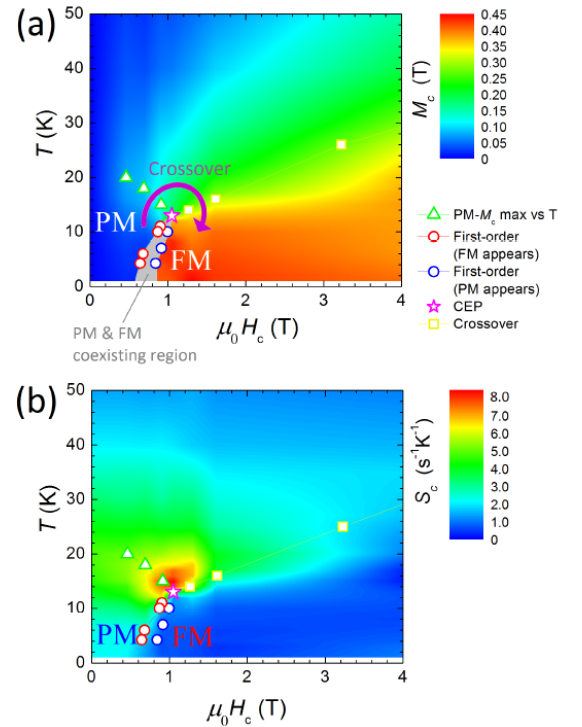 (a)
50
40
30
20
10
0
T (K)
Crossover
PM
FM
PM & FM
coexisting region
0
1
2
3
4
μ₀Hc (T)
0.45
0.40
0.35
0.30
0.25
0.20
0.15
0.10
0.05
0
Mc (T)
PM-Mc max vs T
First-order
(FM appears)
First-order
(PM appears)
CEP
Crossover
(b)
50
40
30
20
10
0
T (K)
PM
FM
0
1
2
3
4
μ₀Hc (T)
8.0
7.0
6.0
5.0
4.0
3.0
2.0
1.0
0
Sc (s⁻¹K⁻¹)